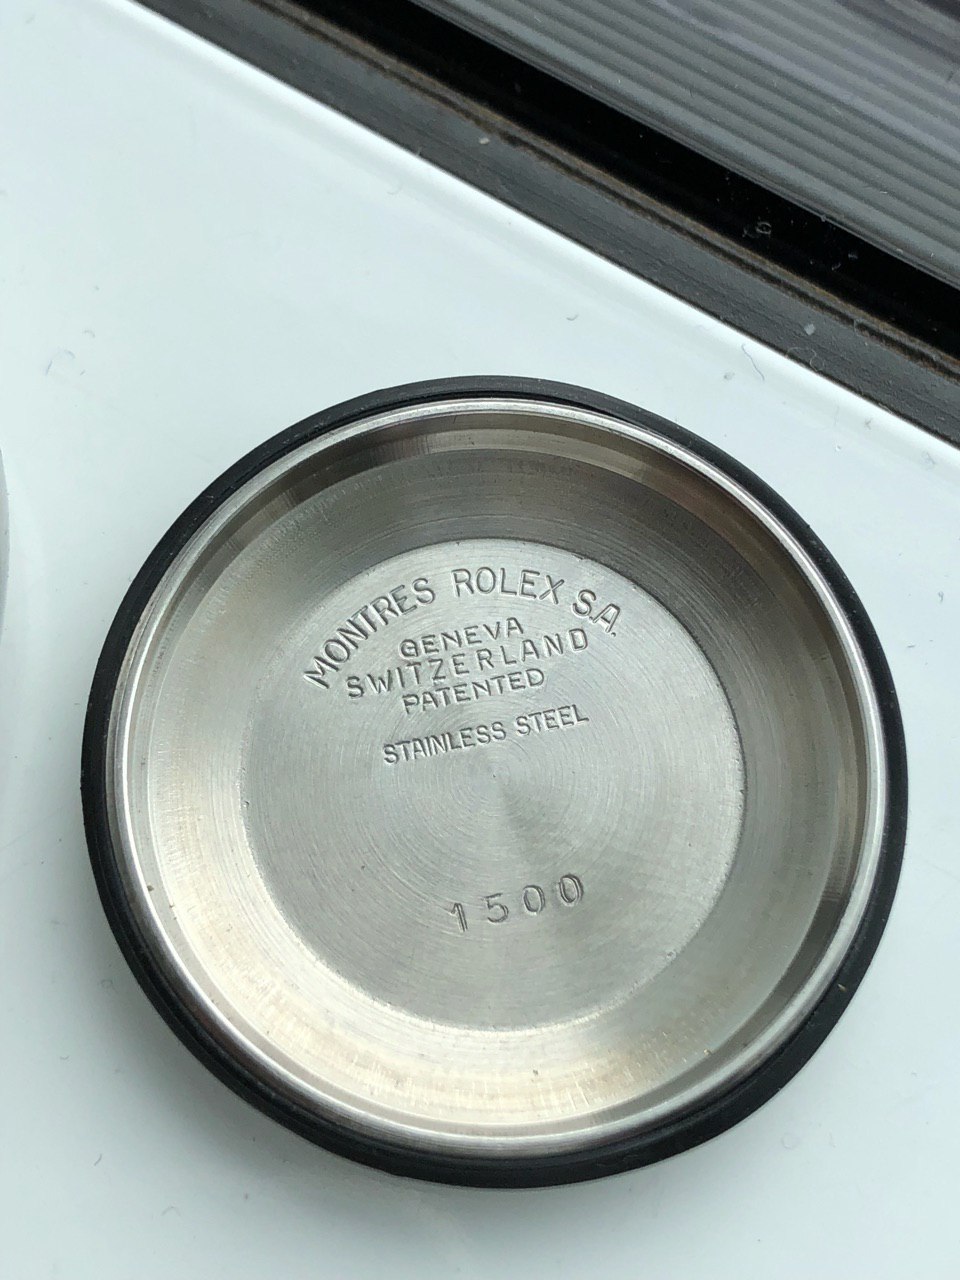 MONTRES ROLEX S.A.
GENEVA
SWITZERLAND
PATENTED
STAINLESS STEEL
1500